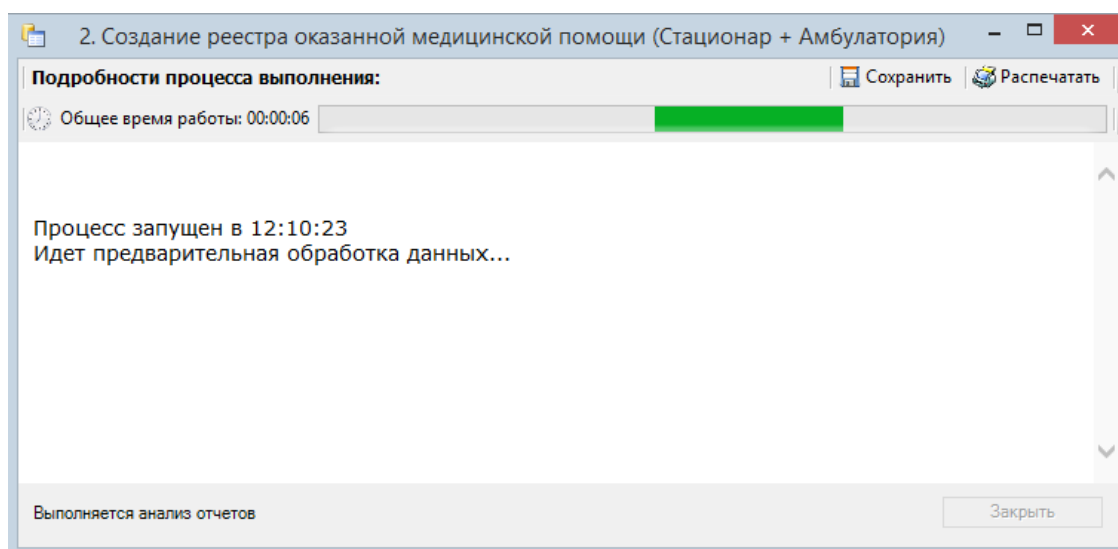 2. Создание реестра оказанной медицинской помощи (Стационар + Амбулатория)
Подробности процесса выполнения:
Сохранить
Распечатать
Общее время работы: 00:00:06
Процесс запущен в 12:10:23
Идет предварительная обработка данных...
Выполняется анализ отчетов
Закрыть